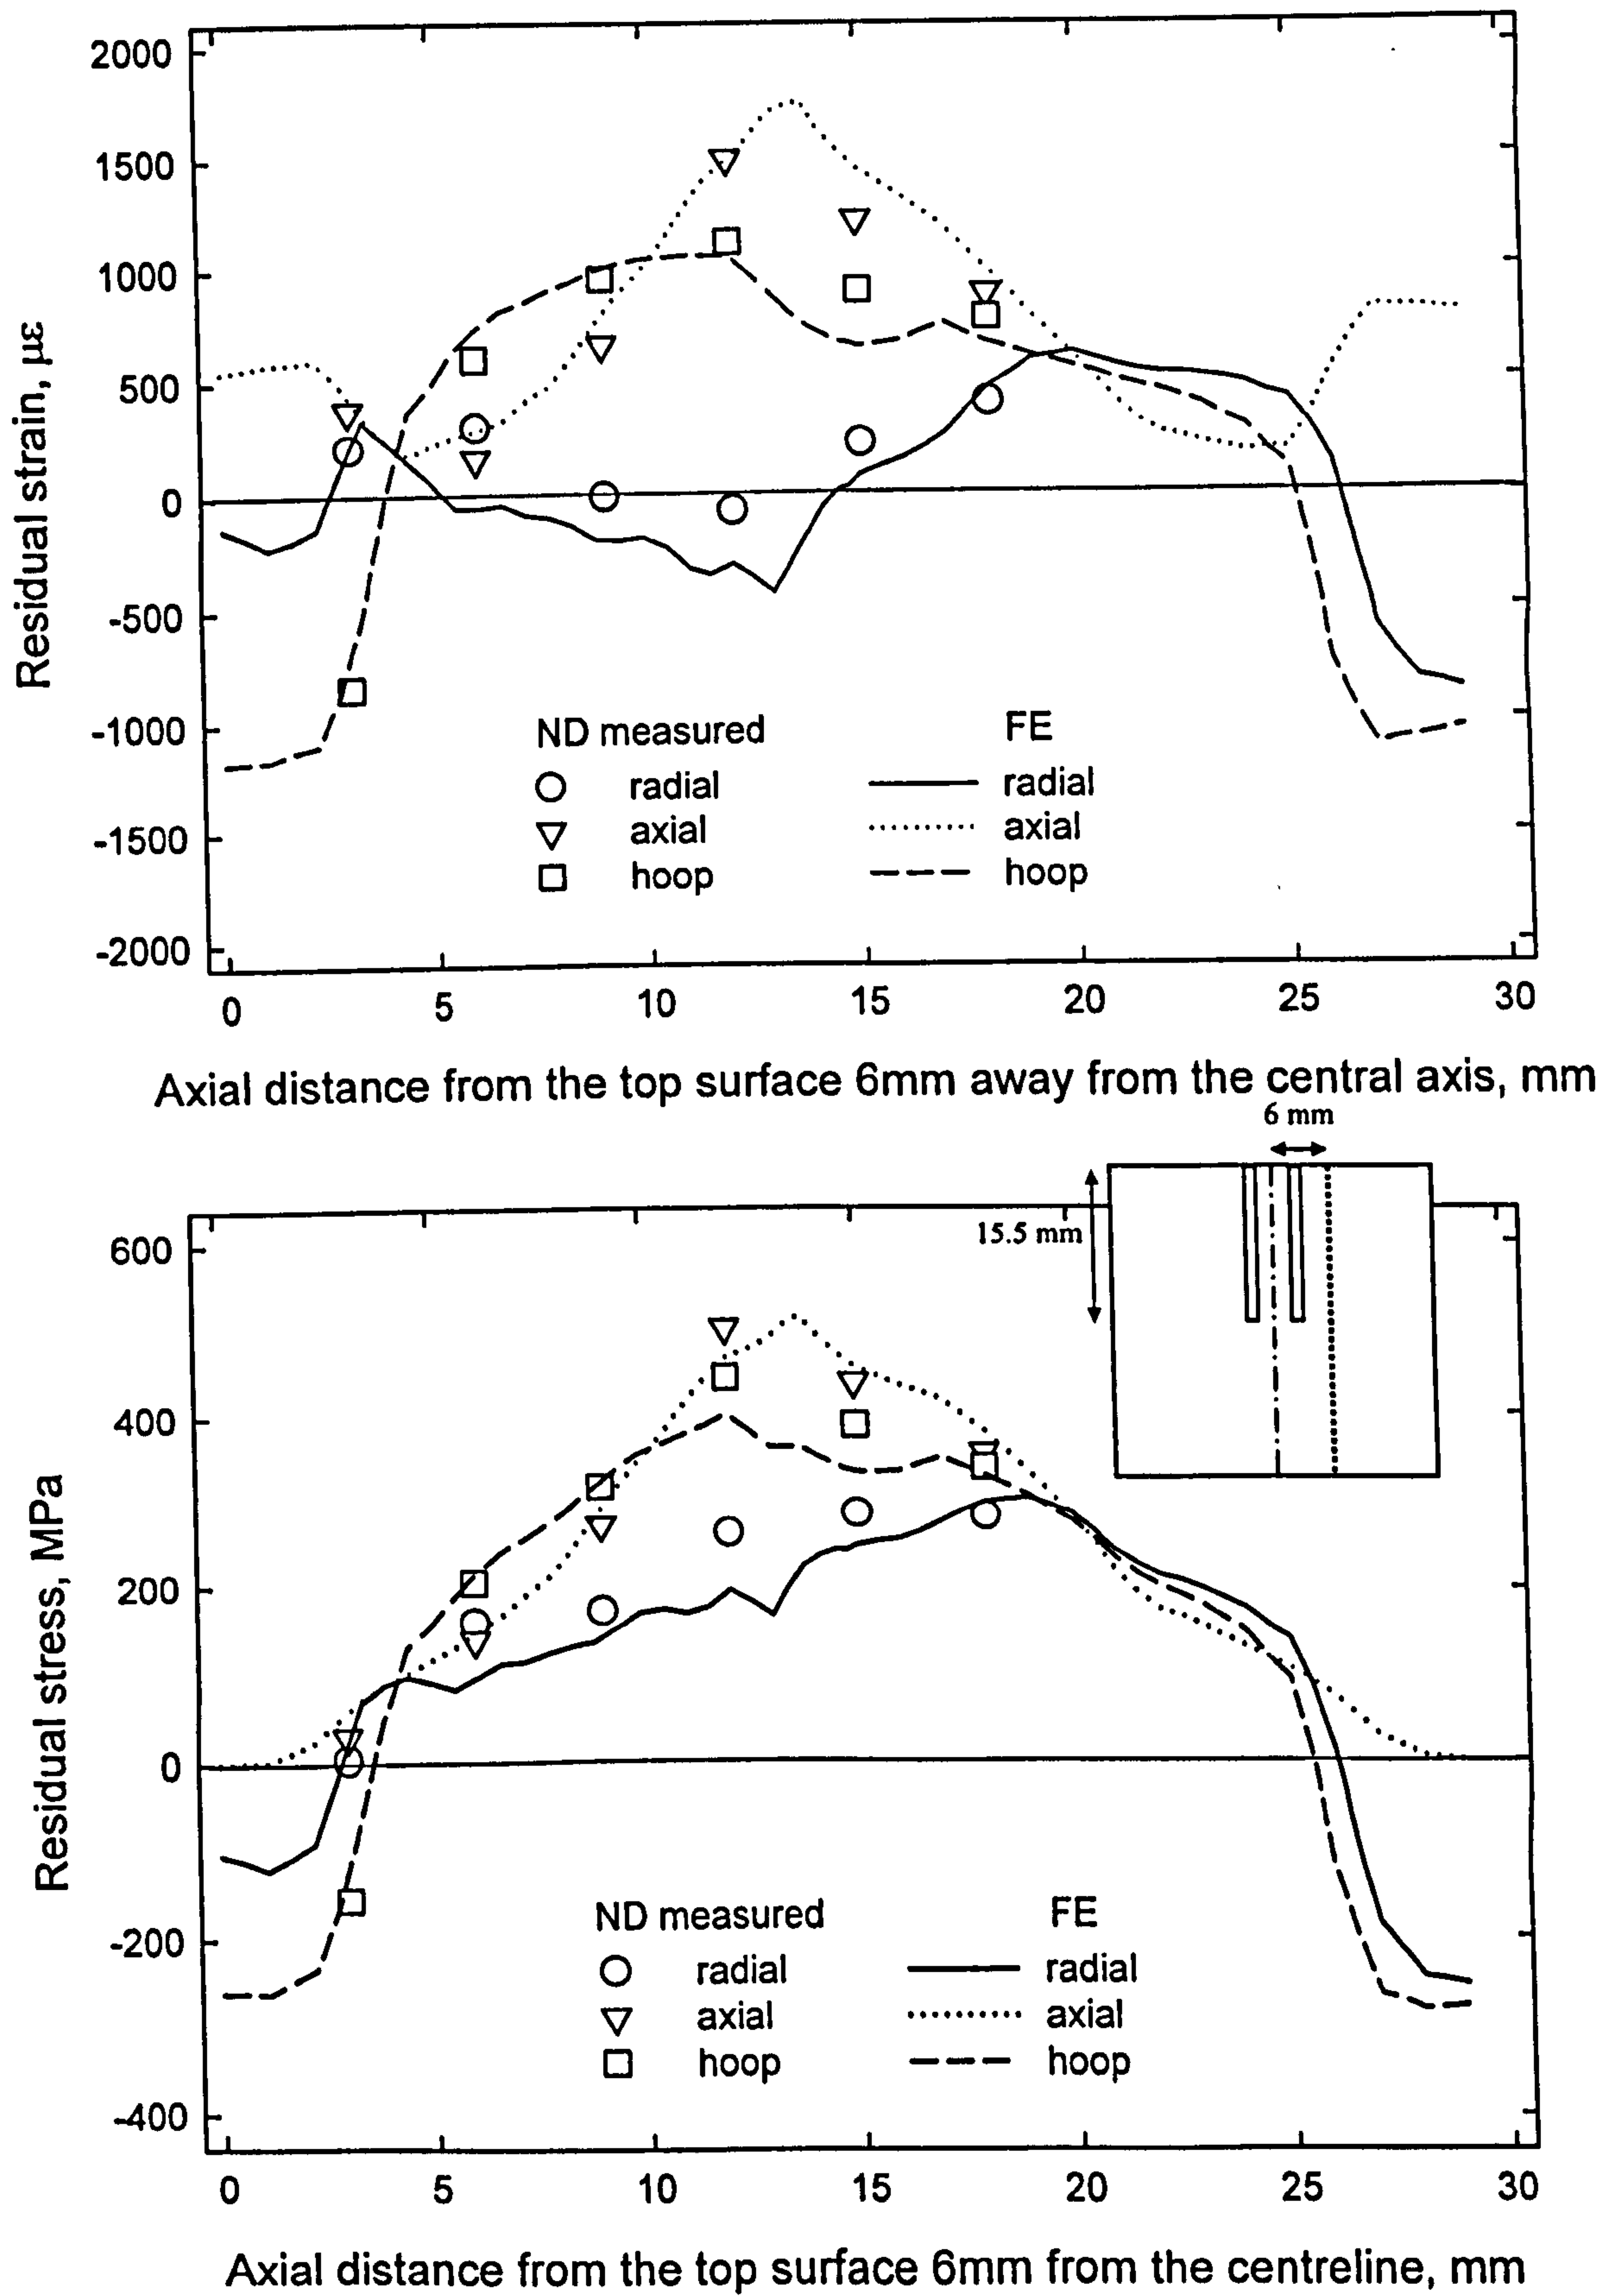 2000
1500
1000
500
0
-500
-1000
-1500
-2000
Residual strain, με
ND measured FE
radial radial
axial axial
hoop hoop
0 5 10 15 20 25 30
Axial distance from the top surface 6mm away from the central axis, mm
6 mm
15.5 mm
600
400
200
0
-200
-400
Residual stress, MPa
ND measured FE
radial radial
axial axial
hoop hoop
0 5 10 15 20 25 30
Axial distance from the top surface 6mm from the centreline, mm